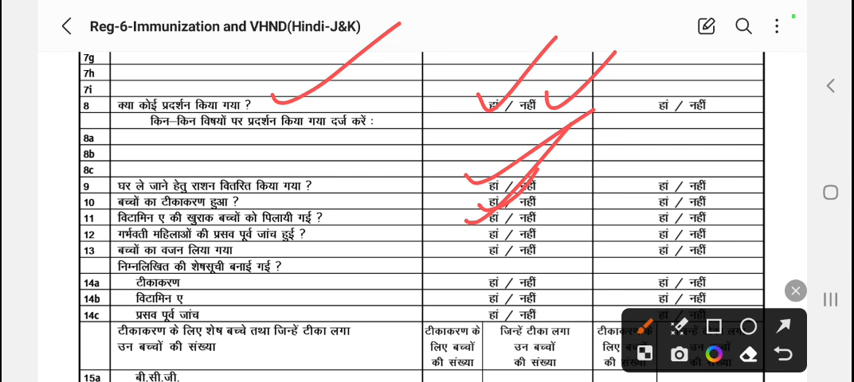 Reg-6-Immunization and VHND(Hindi-J&K)
7g
7h
7i
8 क्या कोई प्रदर्शन किया गया ? हां / नहीं हां / नहीं
किन–किन विषयों पर प्रदर्शन किया गया दर्ज करें :
8a
8b
8c
9 घर ले जाने हेतु राशन वितरित किया गया ? हां / नहीं हां / नहीं
10 बच्चों का टीकाकरण हुआ ? हां / नहीं हां / नहीं
11 विटामिन ए की खुराक बच्चों को पिलायी गई ? हां / नहीं हां / नहीं
12 गर्भवती महिलाओं की प्रसव पूर्व जांच हुई ? हां / नहीं हां / नहीं
13 बच्चों का वजन लिया गया हां / नहीं हां / नहीं
निम्नलिखित की शेषसूची बनाई गई ?
14a टीकाकरण हां / नहीं हां / नहीं
14b विटामिन ए हां / नहीं हां / नहीं
14c प्रसव पूर्व जांच हां / नहीं
टीकाकरण के लिए शेष बच्चे तथा जिन्हें टीका लगा टीकाकरण के जिन्हें टीका लगा
उन बच्चों की संख्या लिए बच्चों उन बच्चों की लिए
की संख्या संख्या की
15a बी.सी.जी.